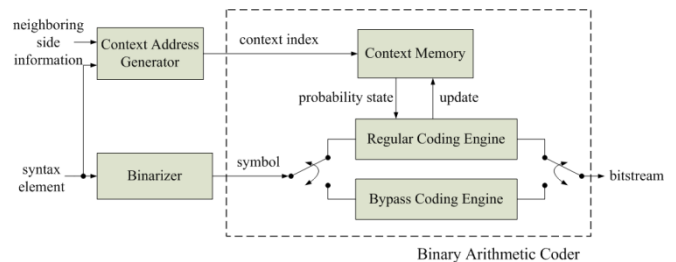 neighboring
side
information
Context Address
Generator
context index
Context Memory
probability state
update
Regular Coding Engine
syntax
element
Binarizer
symbol
Bypass Coding Engine
bitstream
Binary Arithmetic Coder